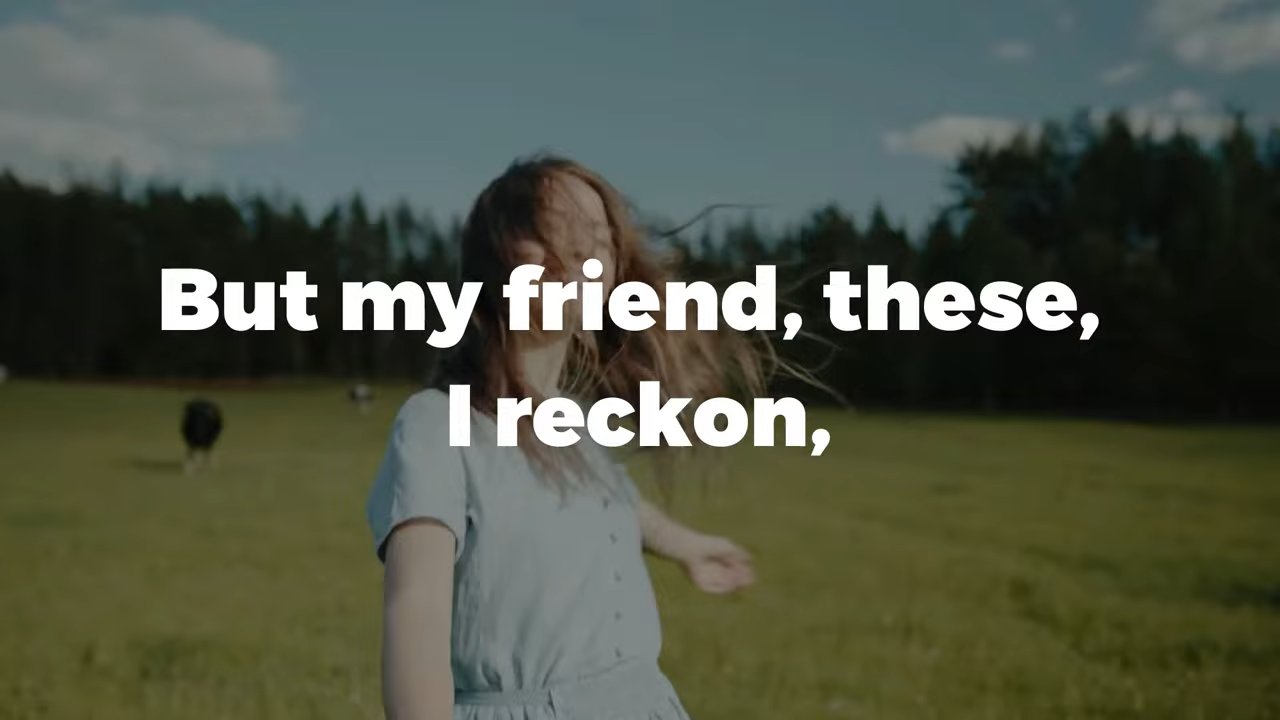 But my friend, these,
I reckon,